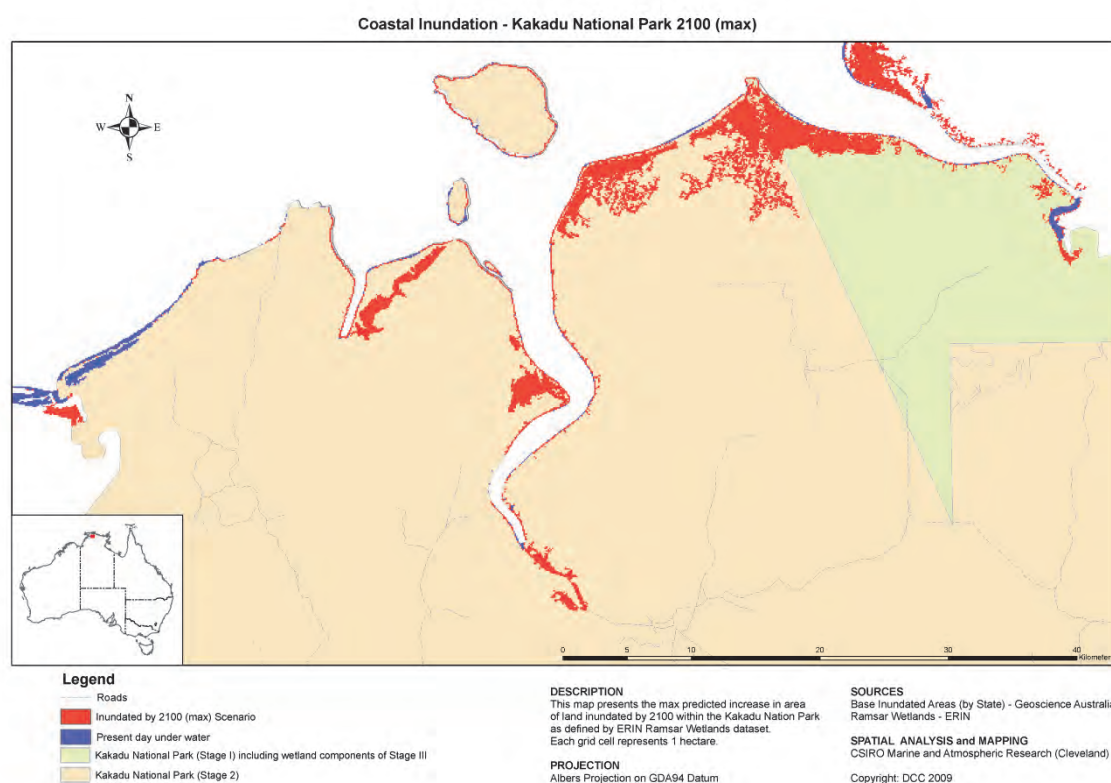 Coastal Inundation - Kakadu National Park 2100 (max)
N
W E
S
0 5 10 20 30 40
Kilometer
Legend
Roads
Inundated by 2100 (max) Scenario
Present day under water
Kakadu National Park (Stage I) including wetland components of Stage III
Kakadu National Park (Stage 2)
DESCRIPTION
This map presents the max predicted increase in area
of land inundated by 2100 within the Kakadu Nation Park
as defined by ERIN Ramsar Wetlands dataset.
Each grid cell represents 1 hectare.
PROJECTION
Albers Projection on GDA94 Datum
SOURCES
Base Inundated Areas (by State) - Geoscience Australia
Ramsar Wetlands - ERIN
SPATIAL ANALYSIS and MAPPING
CSIRO Marine and Atmospheric Research (Cleveland)
Copyright: DCC 2009